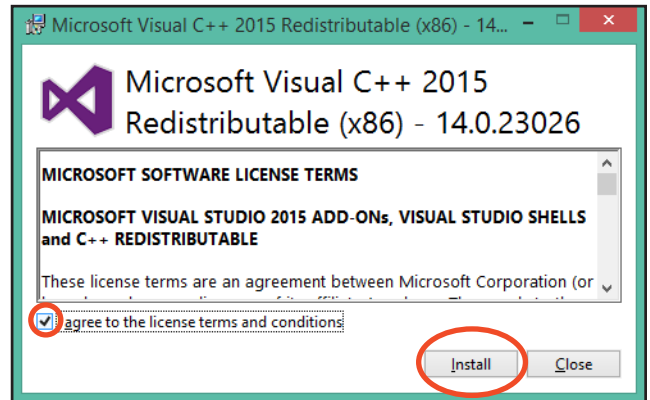 Microsoft Visual C++ 2015 Redistributable (x86) - 14...
Microsoft Visual C++ 2015
Redistributable (x86) - 14.0.23026
MICROSOFT SOFTWARE LICENSE TERMS
MICROSOFT VISUAL STUDIO 2015 ADD-ONs, VISUAL STUDIO SHELLS
and C++ REDISTRIBUTABLE
These license terms are an agreement between Microsoft Corporation (or
agree to the license terms and conditions
Install Close